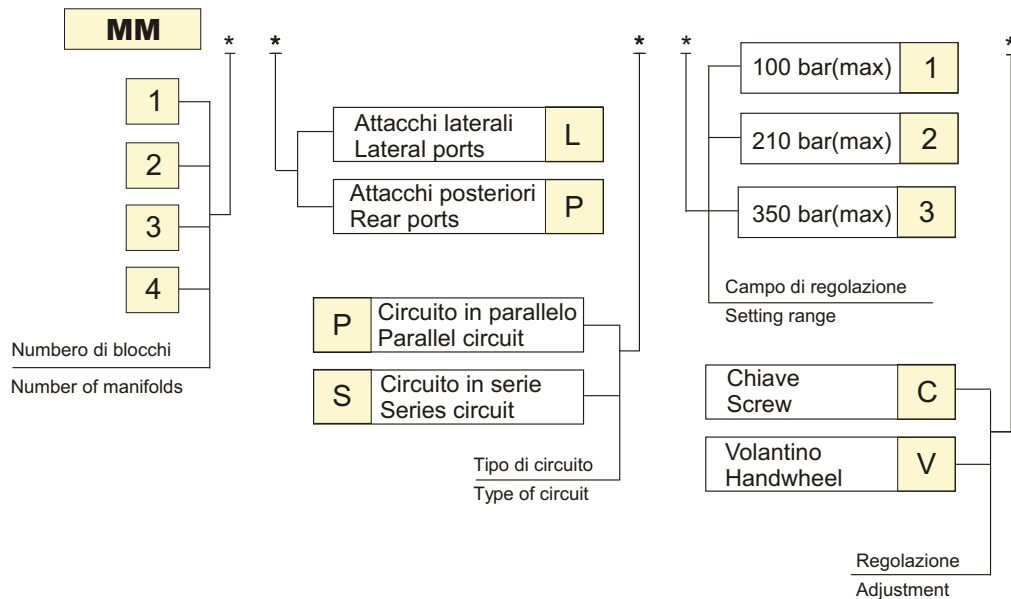 MM
*
*
*
*
*
1
2
3
4
Numbero di blocchi
Number of manifolds
Attacchi laterali
Lateral ports
L
Attacchi posteriori
Rear ports
P
P
Circuito in parallelo
Parallel circuit
S
Circuito in serie
Series circuit
Tipo di circuito
Type of circuit
100 bar(max)
1
210 bar(max)
2
350 bar(max)
3
Campo di regolazione
Setting range
Chiave
Screw
C
Volantino
Handwheel
V
Regolazione
Adjustment